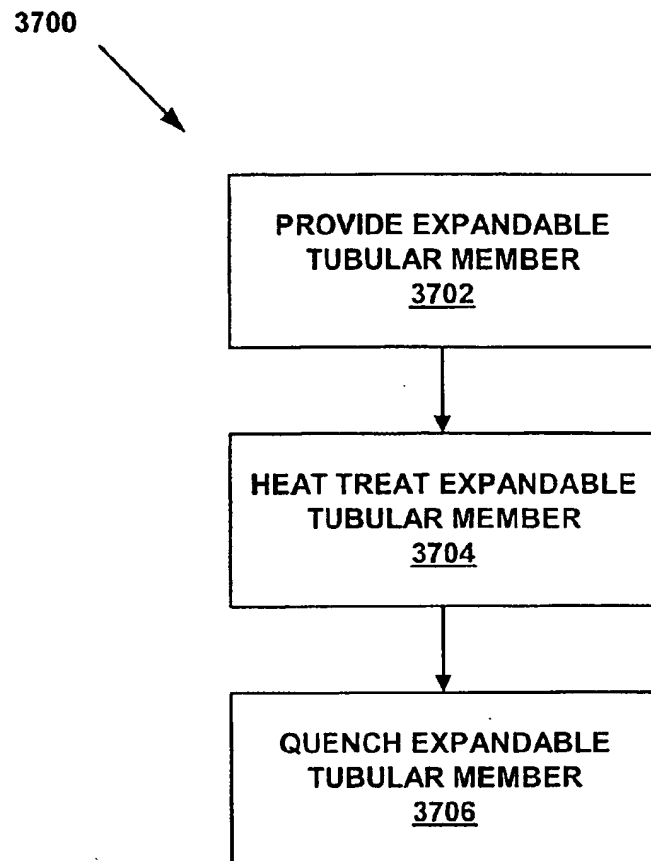 3700
PROVIDE EXPANDABLE
TUBULAR MEMBER
3702
HEAT TREAT EXPANDABLE
TUBULAR MEMBER
3704
QUENCH EXPANDABLE
TUBULAR MEMBER
3706